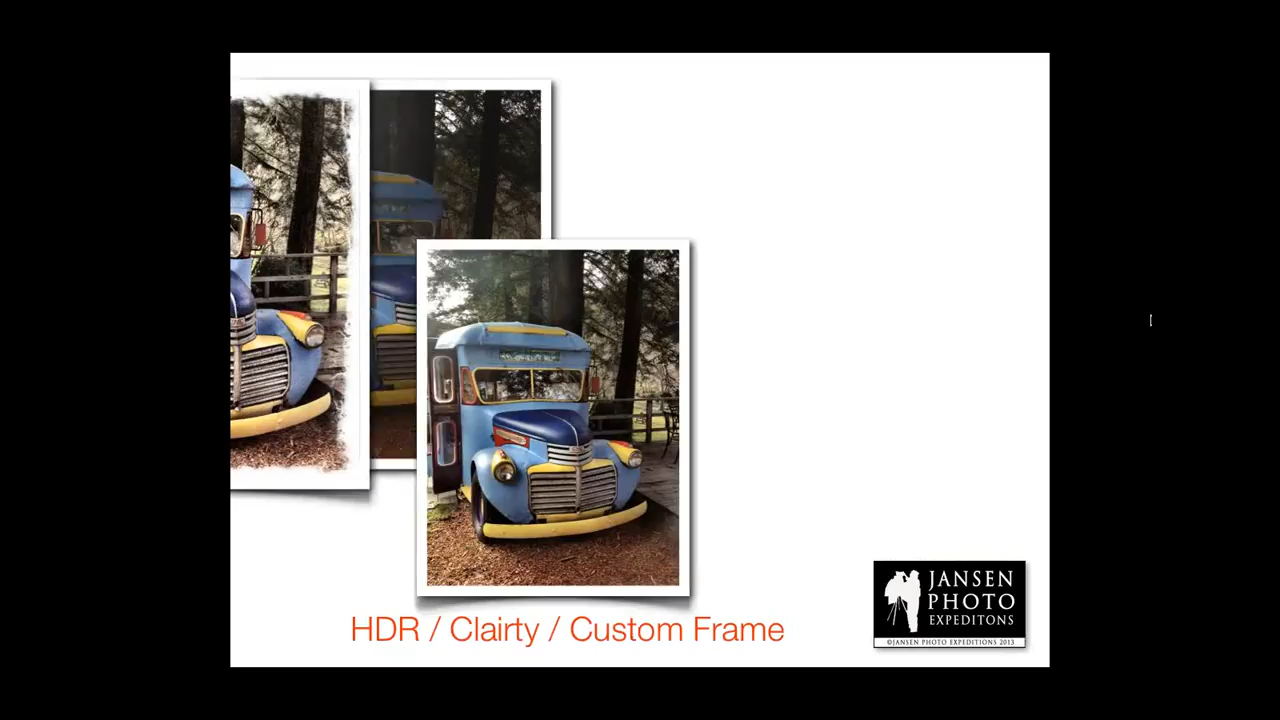 HDR / Clairty / Custom Frame
JANSEN
PHOTO
EXPEDITONS
©JANSEN PHOTO EXPEDITIONS 2013